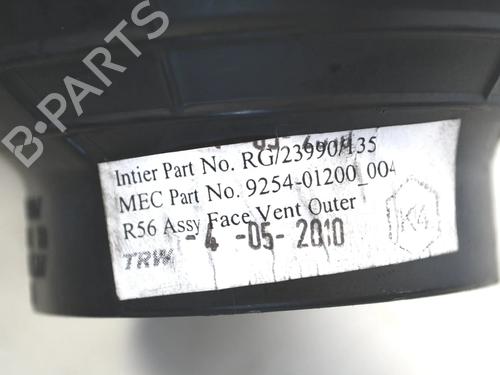 B-PARTS
Intier Part No. RG/23990/135
MEC Part No. 9254-01200_004
R56 Assy Face Vent Outer
-4 -05- 2010
TRW
K4